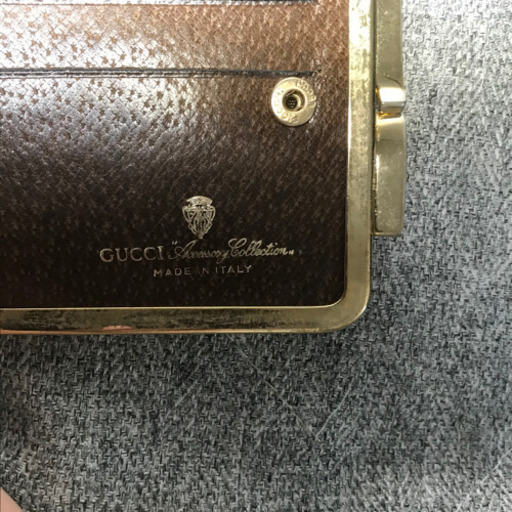 GUCCI "Accessory Collection"
MADE IN ITALY